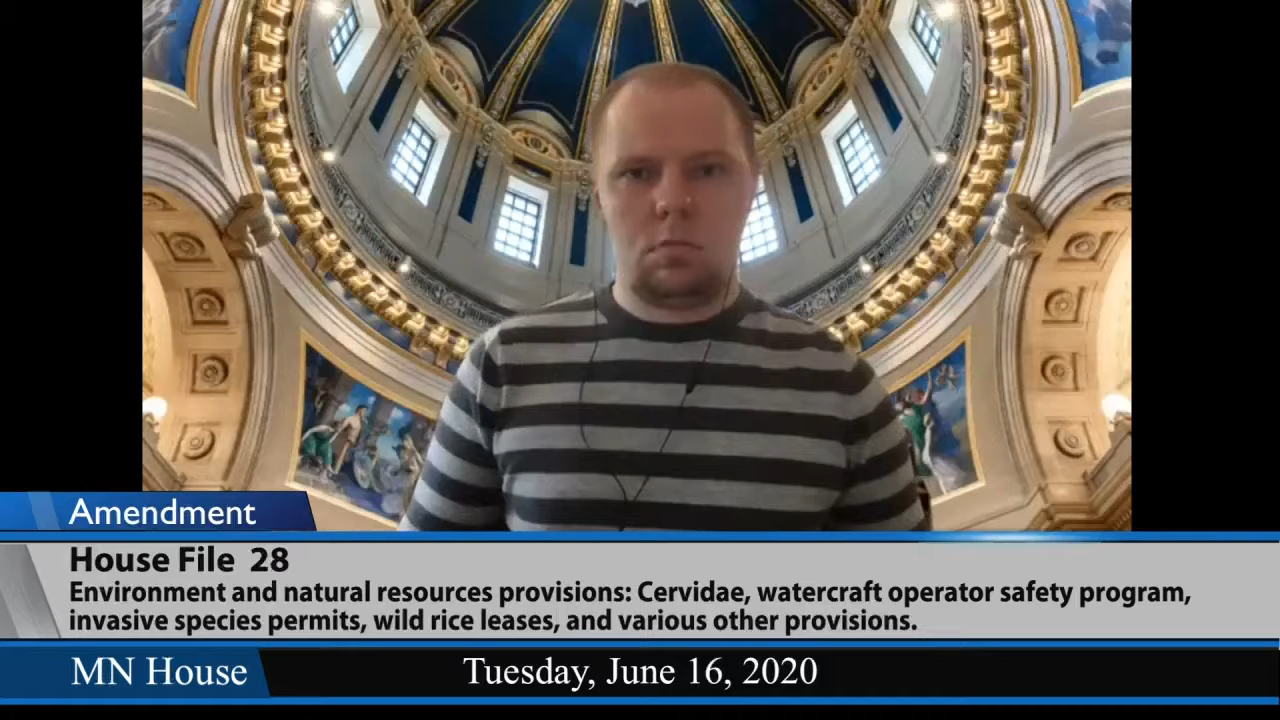 Amendment
House File 28
Environment and natural resources provisions: Cervidae, watercraft operator safety program,
invasive species permits, wild rice leases, and various other provisions.
MN House
Tuesday, June 16, 2020